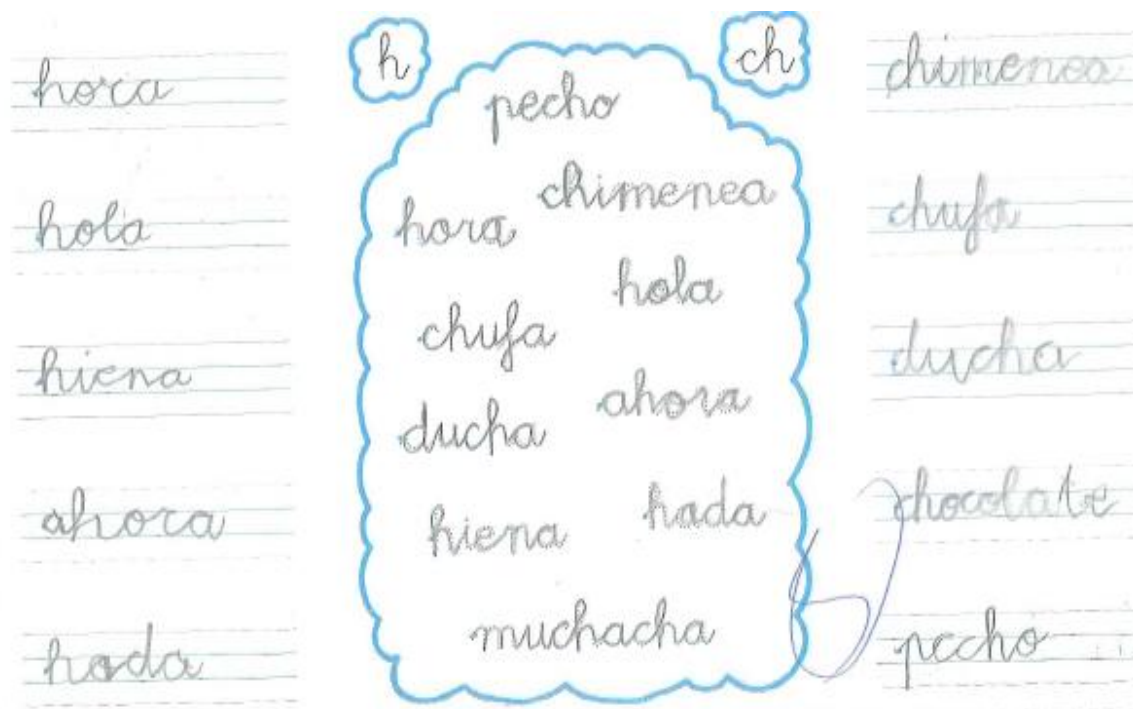 hora
hola
hiena
ahora
hada
h
ch
pecho
chimenea
hora
hola
chufa
ahora
ducha
hada
hiena
muchacha
chimenea
chufa
ducha
chocolate
pecho